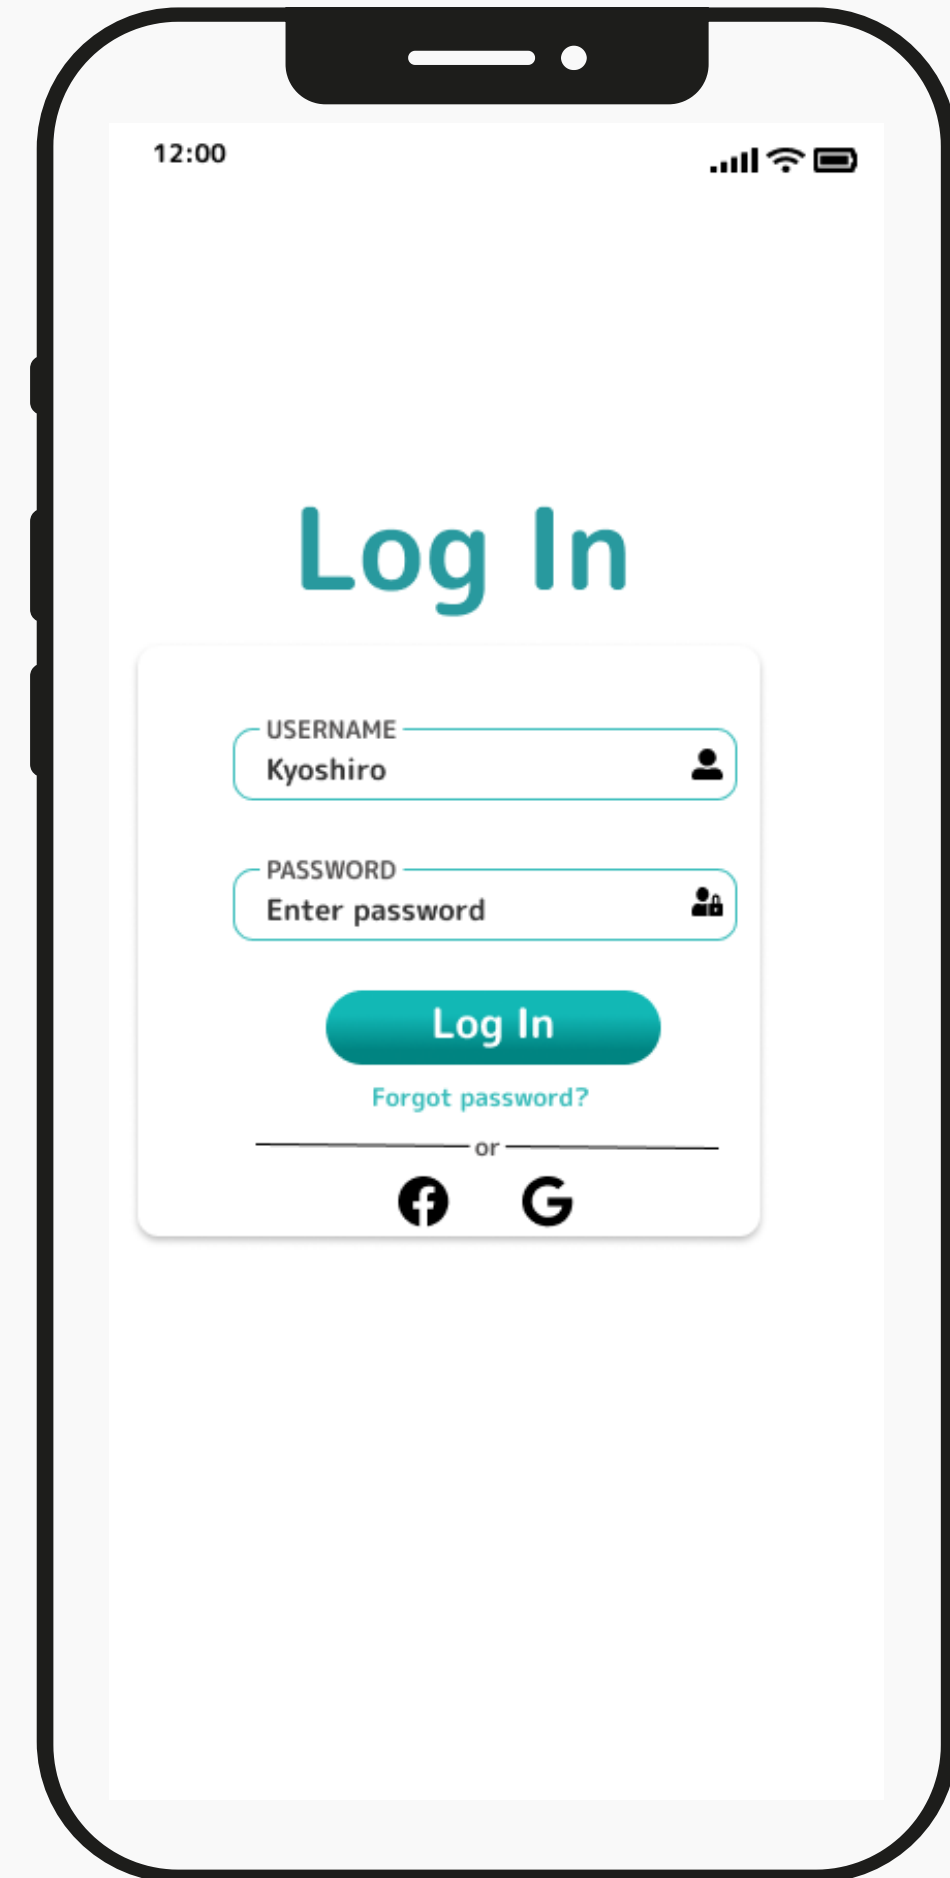 12:00
Log In
USERNAME
Kyoshiro
PASSWORD
Enter password
Log In
Forgot password?
or